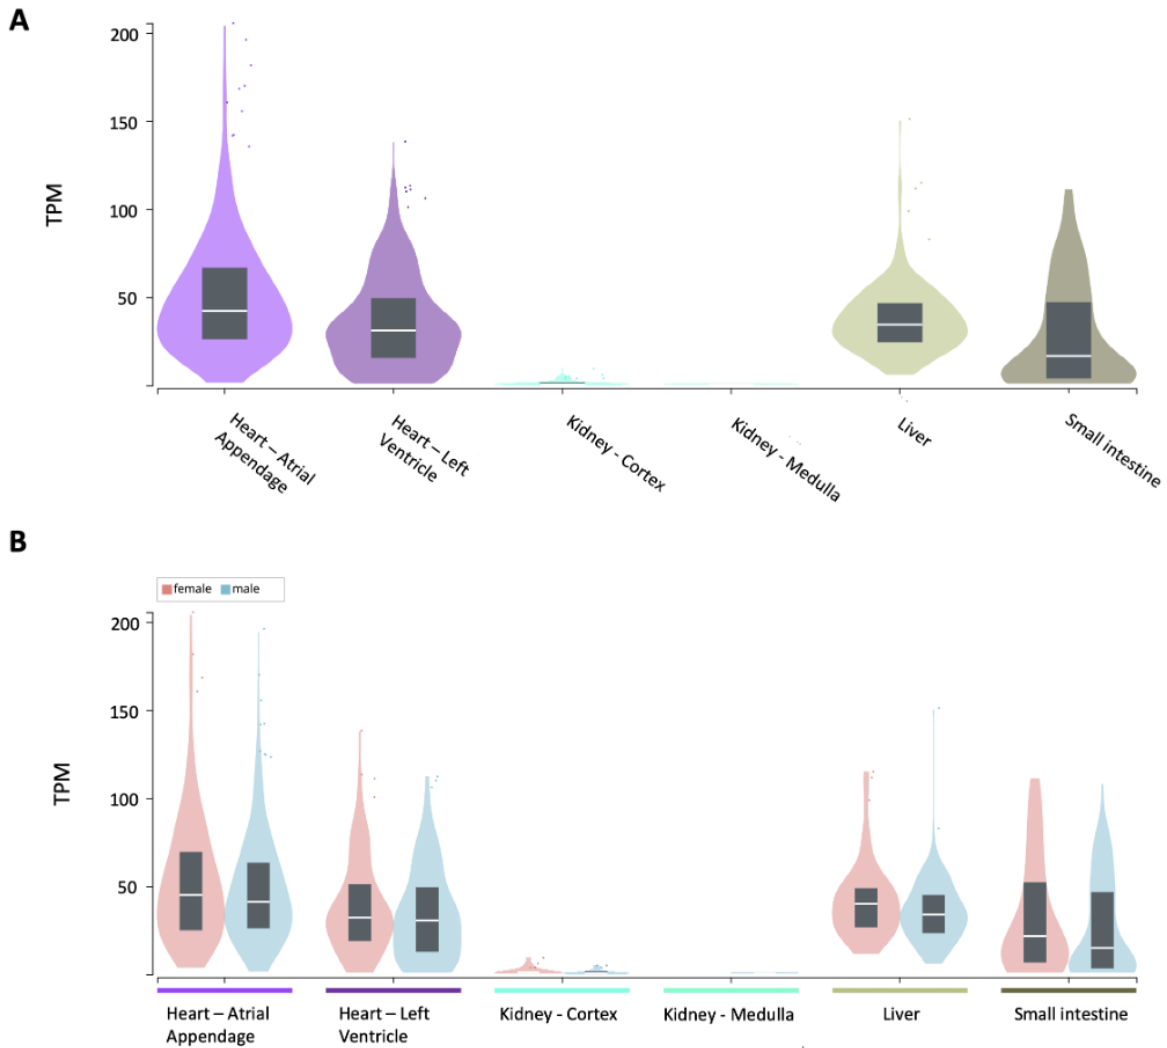 A
200
150
100
50
TPM
Heart – Atrial
Appendage
Heart – Left
Ventricle
Kidney - Cortex
Kidney - Medulla
Liver
Small intestine
B
female male
200
150
100
50
TPM
Heart – Atrial
Appendage
Heart – Left
Ventricle
Kidney - Cortex
Kidney - Medulla
Liver
Small intestine